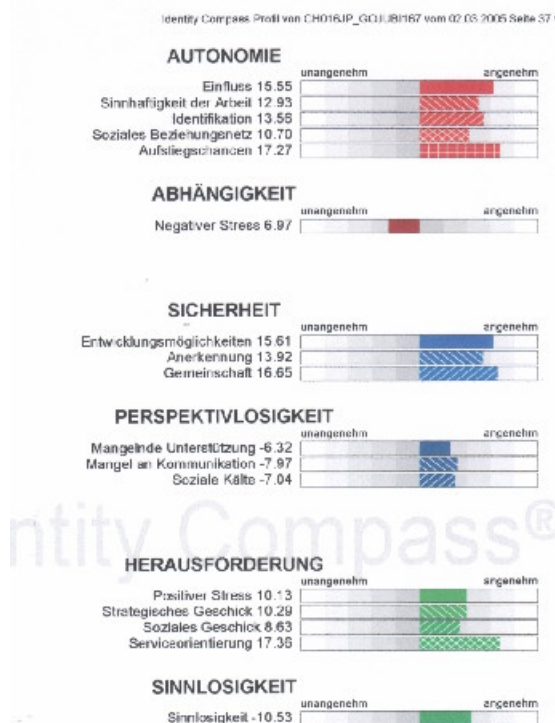 Identity Compass Profil von vom 02.03.2005 Seite 37
AUTONOMIE
unangenehm angenehm
Einfluss 15.55
Sinnhaftigkeit der Arbeit 12.93
Identifikation 13.56
Soziales Beziehungsnetz 10.70
Aufstiegschancen 17.27
ABHÄNGIGKEIT
unangenehm angenehm
Negativer Stress 6.97
SICHERHEIT
unangenehm angenehm
Entwicklungsmöglichkeiten 15.61
Anerkennung 13.92
Gemeinschaft 16.65
PERSPEKTIVLOSIGKEIT
unangenehm angenehm
Mangelnde Unterstützung -6.32
Mangel an Kommunikation -7.97
Soziale Kälte -7.04
ntity Compass®
HERAUSFORDERUNG
unangenehm angenehm
Positiver Stress 10.13
Strategisches Geschick 10.29
Soziales Geschick 8.63
Serviceorientierung 17.36
SINNLOSIGKEIT
unangenehm angenehm
Sinnlosigkeit -10.53